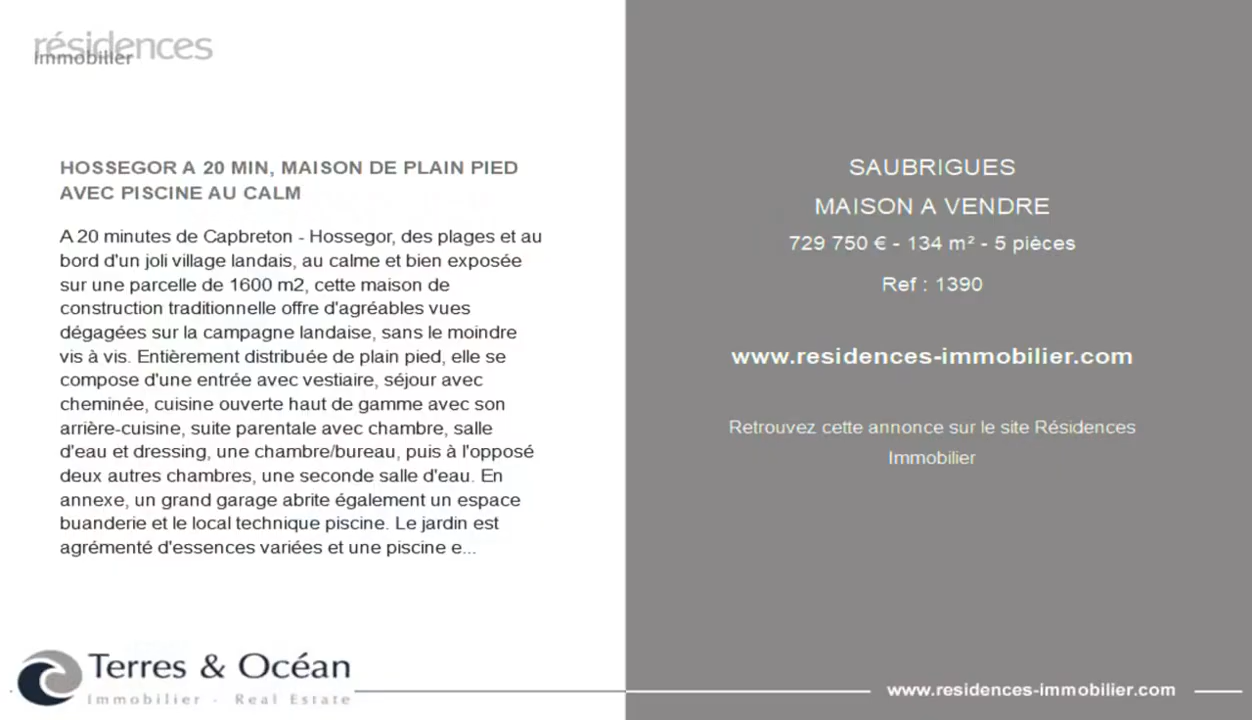 résidences
immobilier
HOSSEGOR A 20 MIN, MAISON DE PLAIN PIED
AVEC PISCINE AU CALM
A 20 minutes de Capbreton - Hossegor, des plages et au
bord d'un joli village landais, au calme et bien exposée
sur une parcelle de 1600 m2, cette maison de
construction traditionnelle offre d'agréables vues
dégagées sur la campagne landaise, sans le moindre
vis à vis. Entièrement distribuée de plain pied, elle se
compose d'une entrée avec vestiaire, séjour avec
cheminée, cuisine ouverte haut de gamme avec son
arrière-cuisine, suite parentale avec chambre, salle
d'eau et dressing, une chambre/bureau, puis à l'opposé
deux autres chambres, une seconde salle d'eau. En
annexe, un grand garage abrite également un espace
buanderie et le local technique piscine. Le jardin est
agrémenté d'essences variées et une piscine e...
Terres & Océan
Immobilier - Real Estate
SAUBRIGUES
MAISON A VENDRE
729 750 € - 134 m² - 5 pièces
Ref : 1390
www.residences-immobilier.com
Retrouvez cette annonce sur le site Résidences
Immobilier
www.residences-immobilier.com